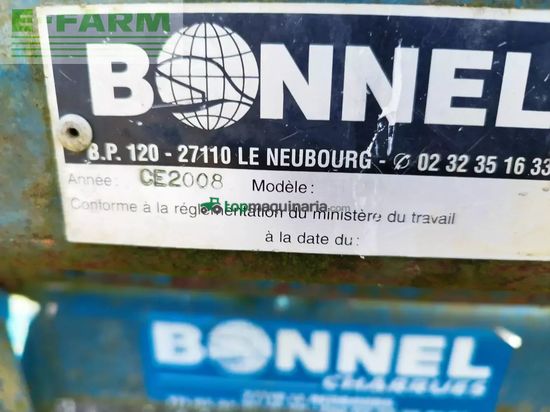 E-FARM
BONNEL
B.P. 120 - 27110 LE NEUBOURG - ✆ 02 32 35 16 33
Année: CE2008 Modèle:
Conforme à la réglementation du ministère du travail
topmaquinaria.com
à la date du:
BONNEL
CHARRUES